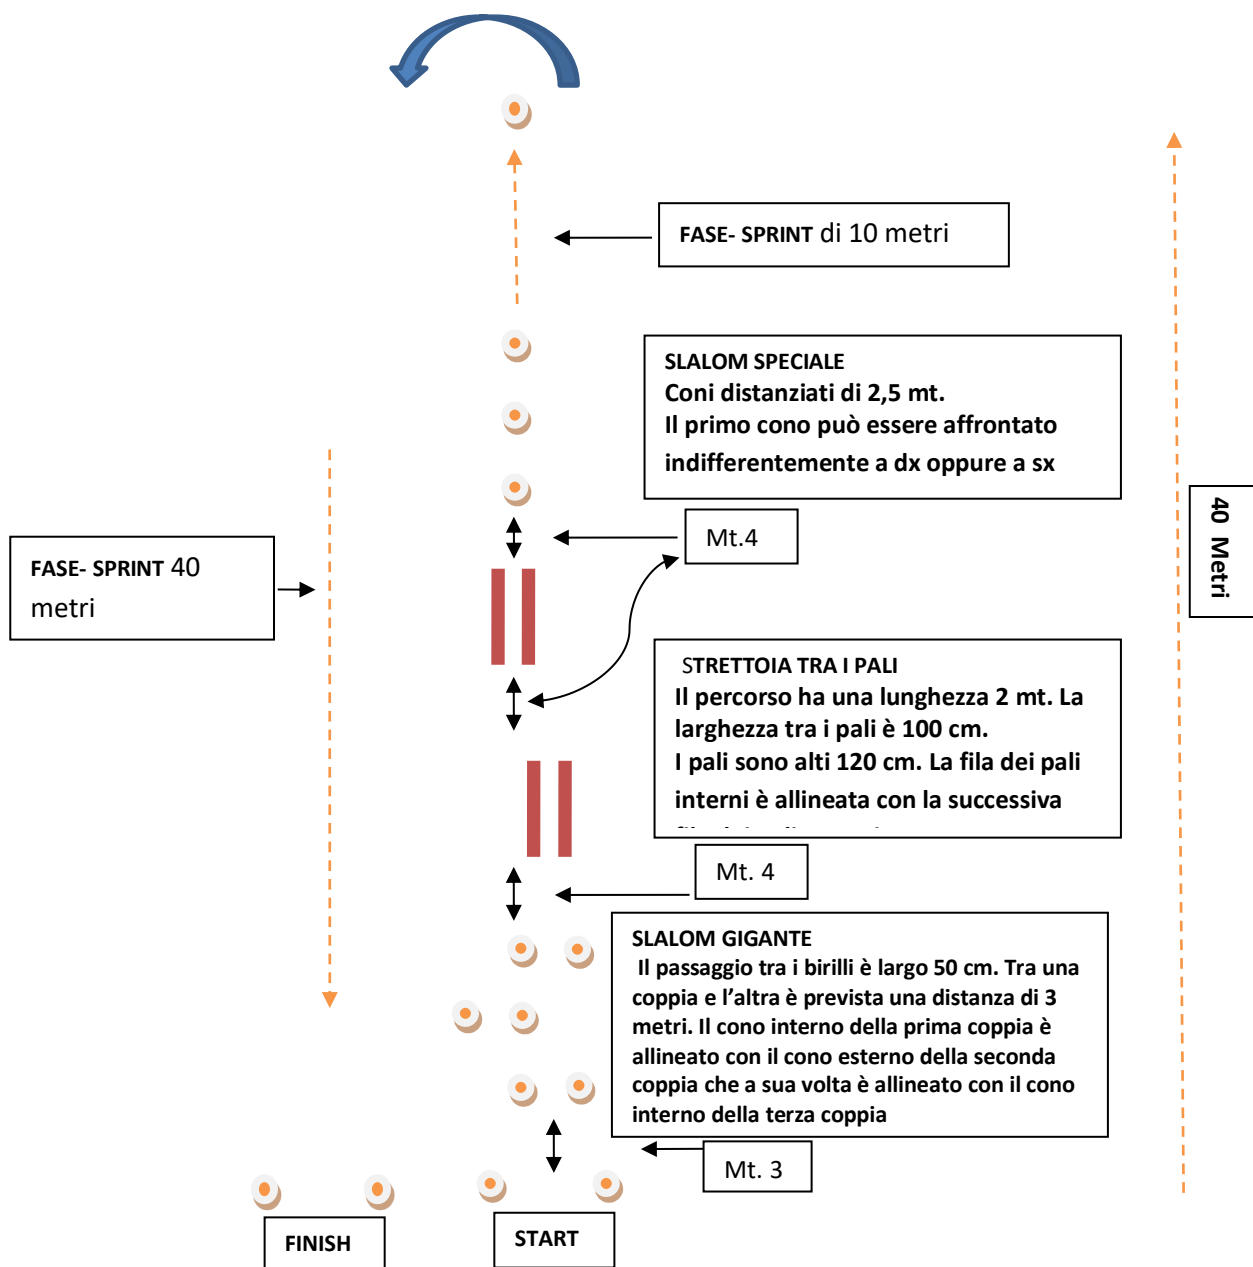 FASE- SPRINT di 10 metri
SLALOM SPECIALE
Coni distanziati di 2,5 mt.
Il primo cono può essere affrontato
indifferentemente a dx oppure a sx
Mt.4
40 Metri
FASE- SPRINT 40
metri
STRETTOIA TRA I PALI
Il percorso ha una lunghezza 2 mt. La
larghezza tra i pali è 100 cm.
I pali sono alti 120 cm. La fila dei pali
interni è allineata con la successiva
Mt. 4
SLALOM GIGANTE
Il passaggio tra i birilli è largo 50 cm. Tra una
coppia e l’altra è prevista una distanza di 3
metri. Il cono interno della prima coppia è
allineato con il cono esterno della seconda
coppia che a sua volta è allineato con il cono
interno della terza coppia
Mt. 3
FINISH
START